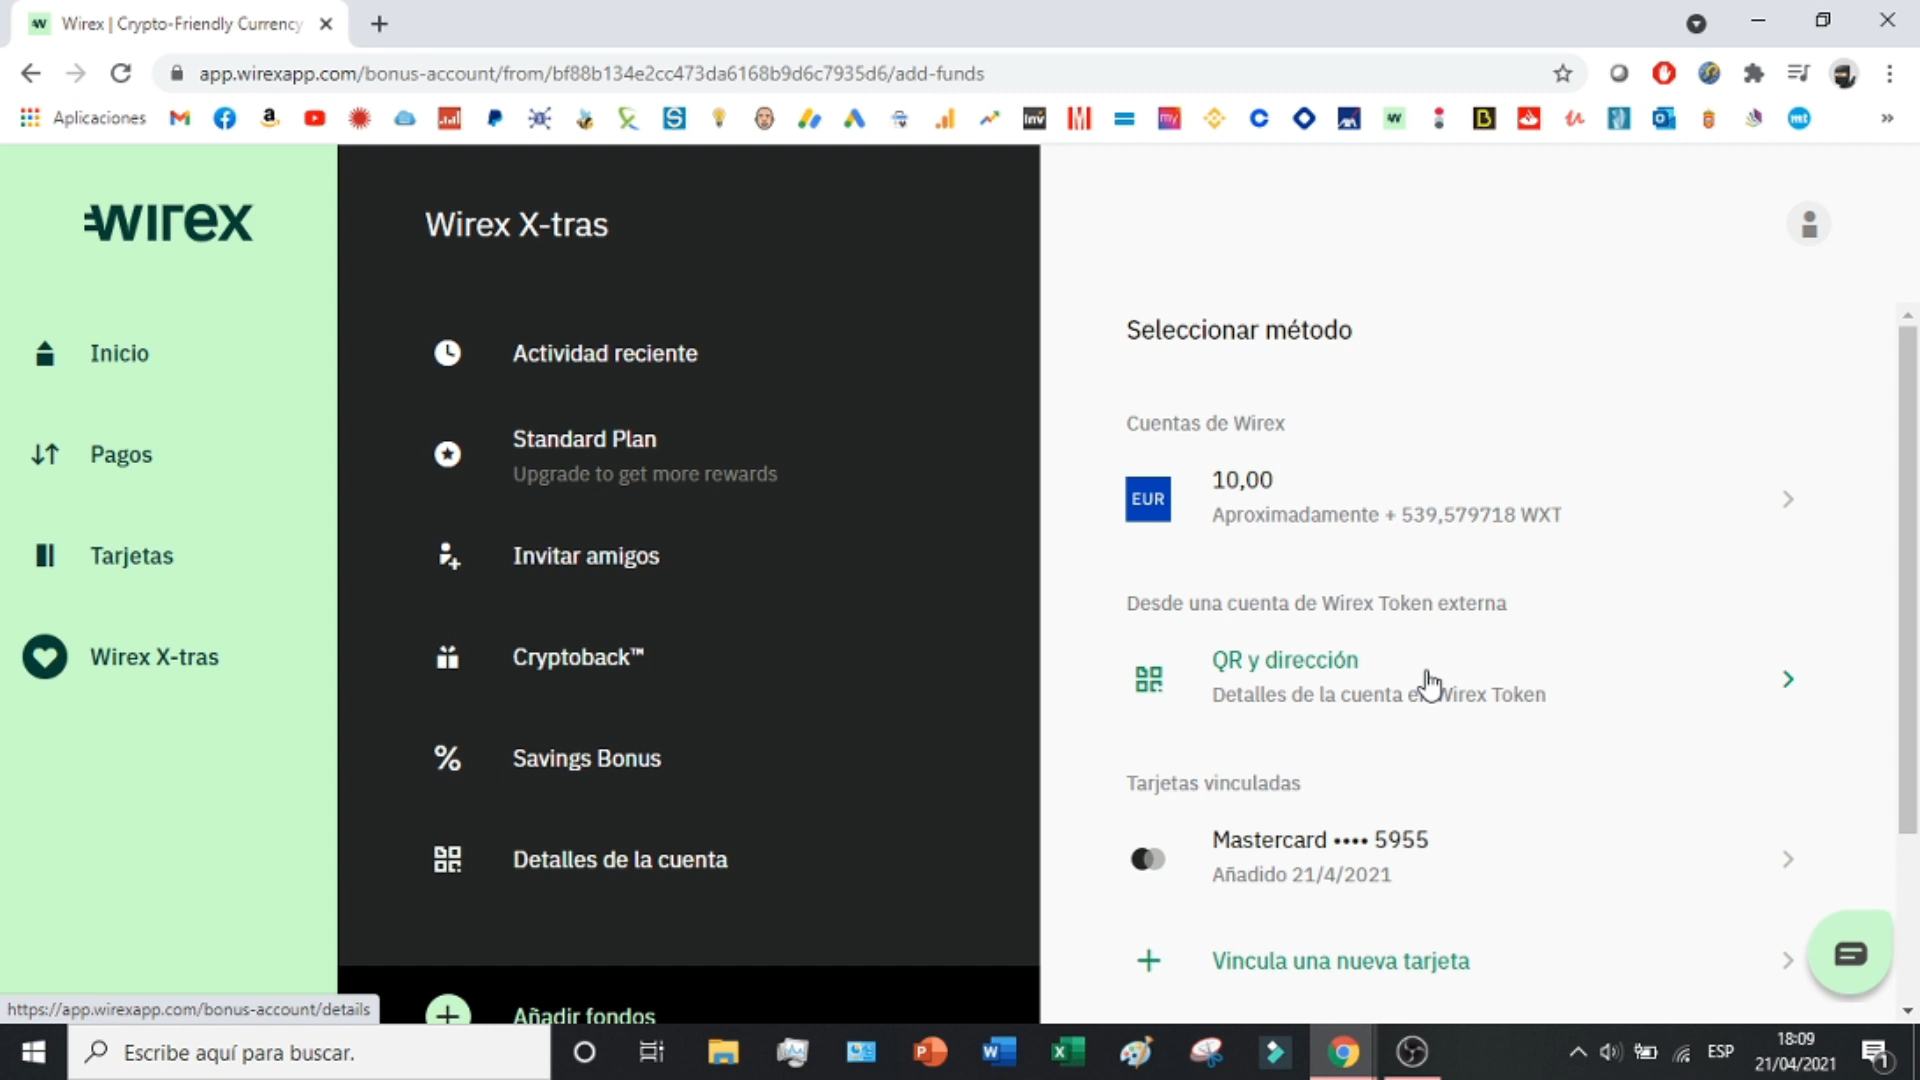 Wirex | Crypto-Friendly Currency
app.wirexapp.com/bonus-account/from/bf88b134e2cc473da6168b9d6c7935d6/add-funds
Aplicaciones
wirex
Inicio
Pagos
Tarjetas
Wirex X-tras
Wirex X-tras
Actividad reciente
Standard Plan
Upgrade to get more rewards
Invitar amigos
Cryptoback™
Savings Bonus
Detalles de la cuenta
Añadir fondos
Seleccionar método
Cuentas de Wirex
EUR
10,00
Aproximadamente + 539,579718 WXT
Desde una cuenta de Wirex Token externa
QR y dirección
Detalles de la cuenta en Wirex Token
Tarjetas vinculadas
Mastercard •••• 5955
Añadido 21/4/2021
Vincula una nueva tarjeta
https://app.wirexapp.com/bonus-account/details
Escribe aquí para buscar.
ESP
18:09
21/04/2021
1